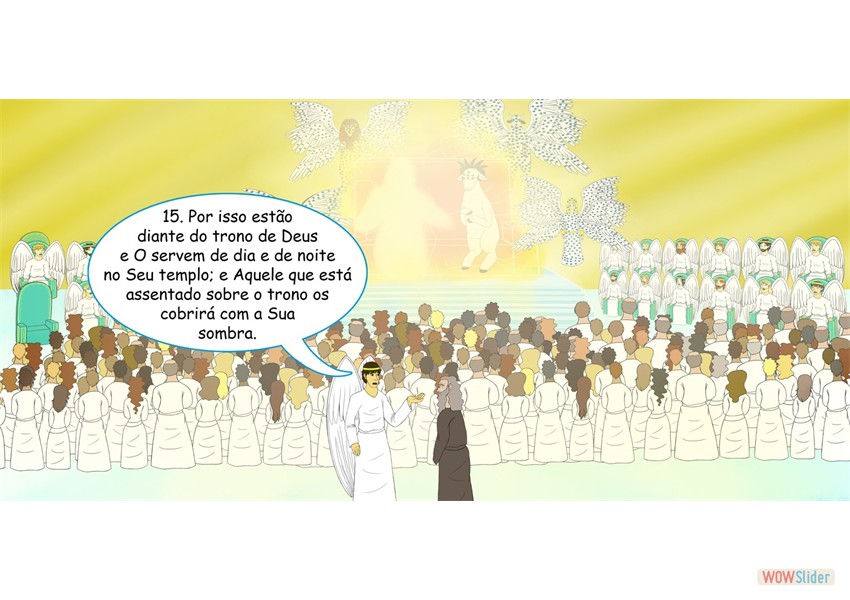 15. Por isso estão
diante do trono de Deus
e O servem de dia e de noite
no Seu templo; e Aquele que está
assentado sobre o trono os
cobrirá com a Sua
sombra.
WOWSlider